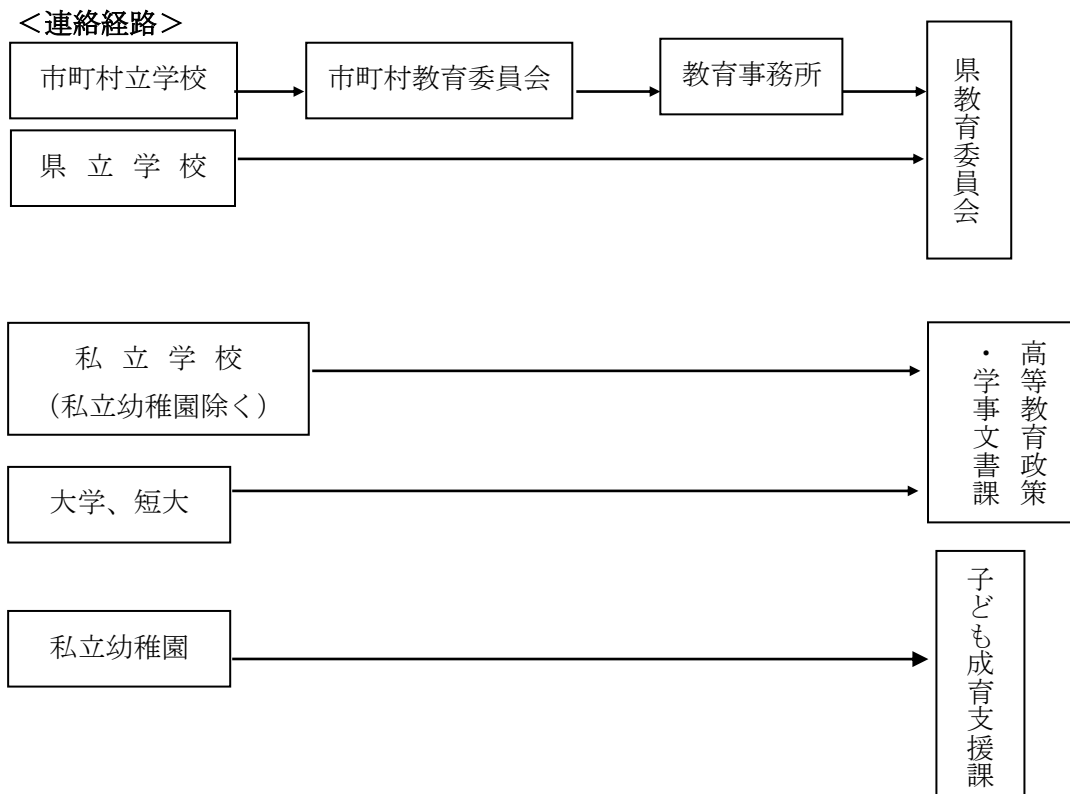 ＜連絡経路＞
市町村立学校
市町村教育委員会
教育事務所
県教育委員会
県 立 学 校
私 立 学 校
（私立幼稚園除く）
高等教育政策
・学事文書課
大学、短大
私立幼稚園
子ども成育支援課